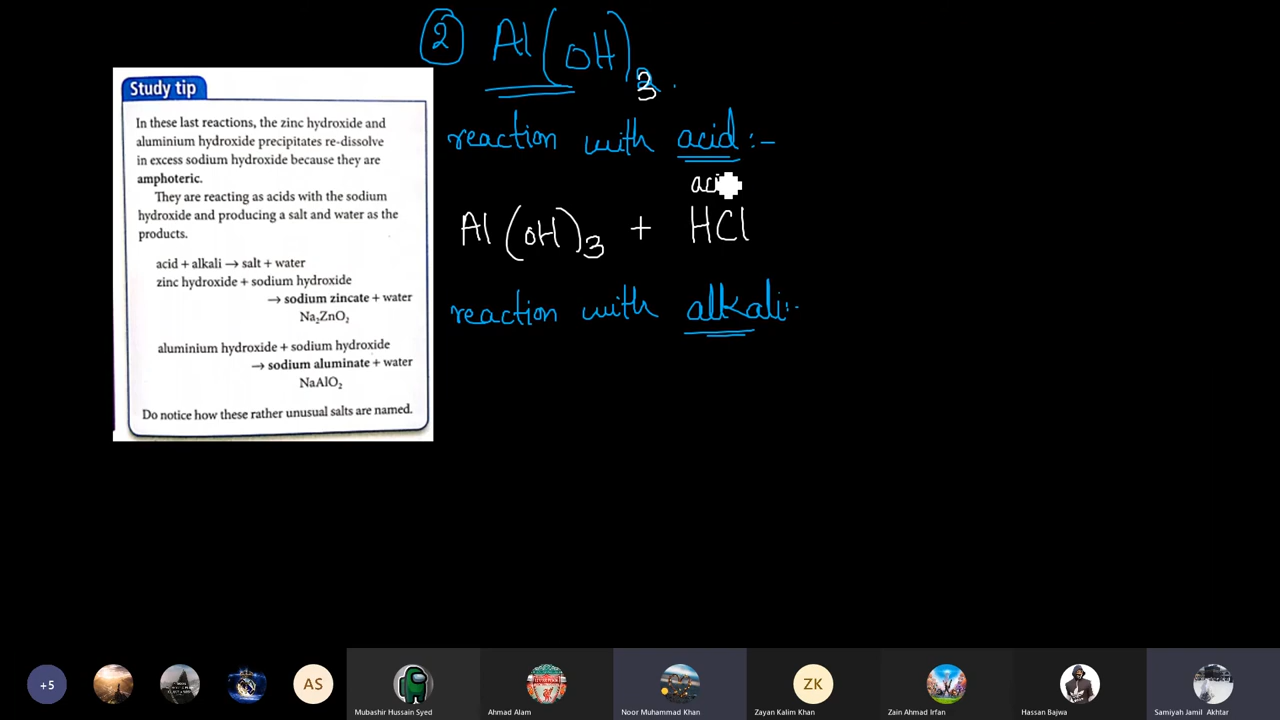 ② Al(OH)3.
Study tip
In these last reactions, the zinc hydroxide and
aluminium hydroxide precipitates re-dissolve
in excess sodium hydroxide because they are
amphoteric.
They are reacting as acids with the sodium
hydroxide and producing a salt and water as the
products.
acid + alkali → salt + water
zinc hydroxide + sodium hydroxide
→ sodium zincate + water
Na₂ZnO₂
aluminium hydroxide + sodium hydroxide
→ sodium aluminate + water
NaAlO₂
Do notice how these rather unusual salts are named.
reaction with acid :-
aci
Al(OH)3 + HCl
reaction with alkali:-
+5
AS
ZK
Mubashir Hussain Syed
Ahmad Alam
Noor Muhammad Khan
Zayan Kalim Khan
Zain Ahmad Irfan
Hassan Bajwa
Samiyah Jamil Akhtar